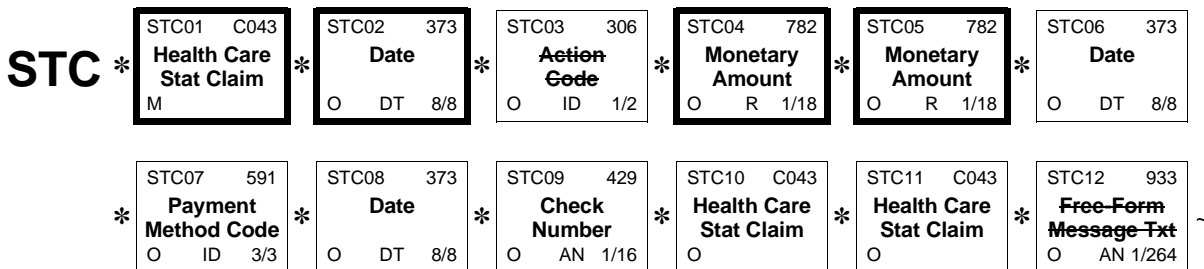 STC01 C043 STC02 373 STC03 306 STC04 782 STC05 782 STC06 373
STC * Health Care * Date * Action * Monetary * Monetary * Date
Stat Claim Code Amount Amount
M O DT 8/8 O ID 1/2 O R 1/18 O R 1/18 O DT 8/8
STC07 591 STC08 373 STC09 429 STC10 C043 STC11 C043 STC12 933
* Payment * Date * Check * Health Care * Health Care * Free-Form ~
Method Code Number Stat Claim Stat Claim Message Txt
O ID 3/3 O DT 8/8 O AN 1/16 O O O AN 1/264